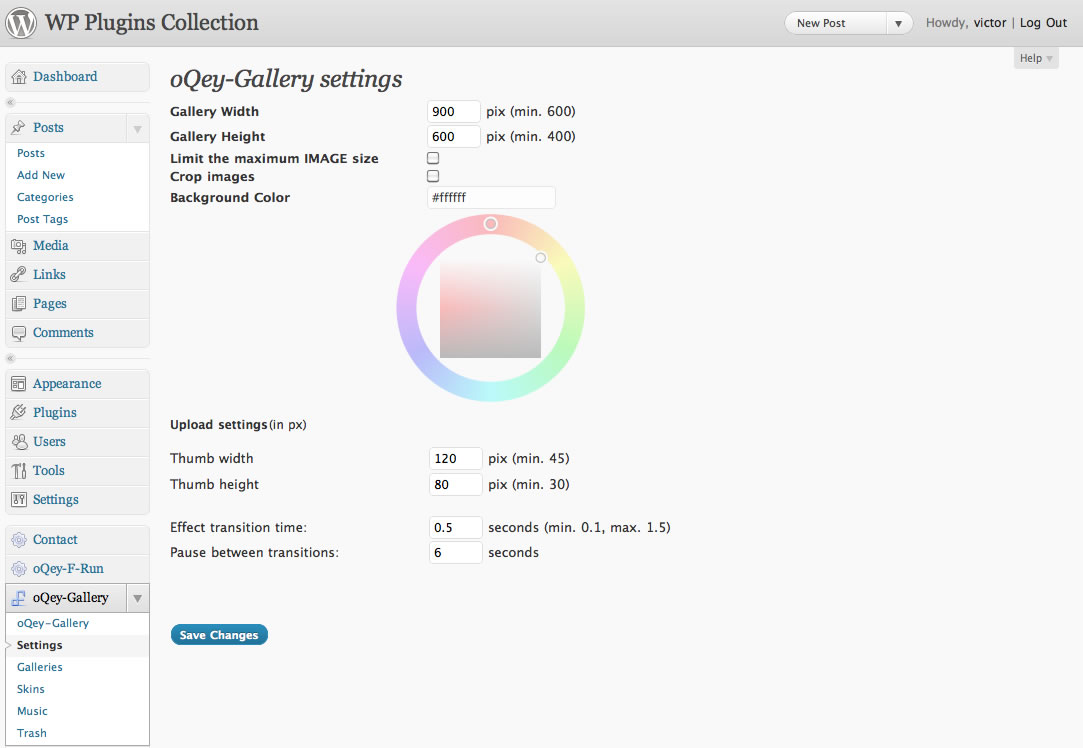 WP Plugins Collection
New Post
Howdy, victor | Log Out
Help
Dashboard
Posts
Posts
Add New
Categories
Post Tags
Media
Links
Pages
Comments
Appearance
Plugins
Users
Tools
Settings
Contact
oQey-F-Run
oQey-Gallery
oQey-Gallery
Settings
Galleries
Skins
Music
Trash
oQey-Gallery settings
Gallery Width 900 pix (min. 600)
Gallery Height 600 pix (min. 400)
Limit the maximum IMAGE size
Crop images
Background Color #ffffff
Upload settings(in px)
Thumb width 120 pix (min. 45)
Thumb height 80 pix (min. 30)
Effect transition time: 0.5 seconds (min. 0.1, max. 1.5)
Pause between transitions: 6 seconds
Save Changes